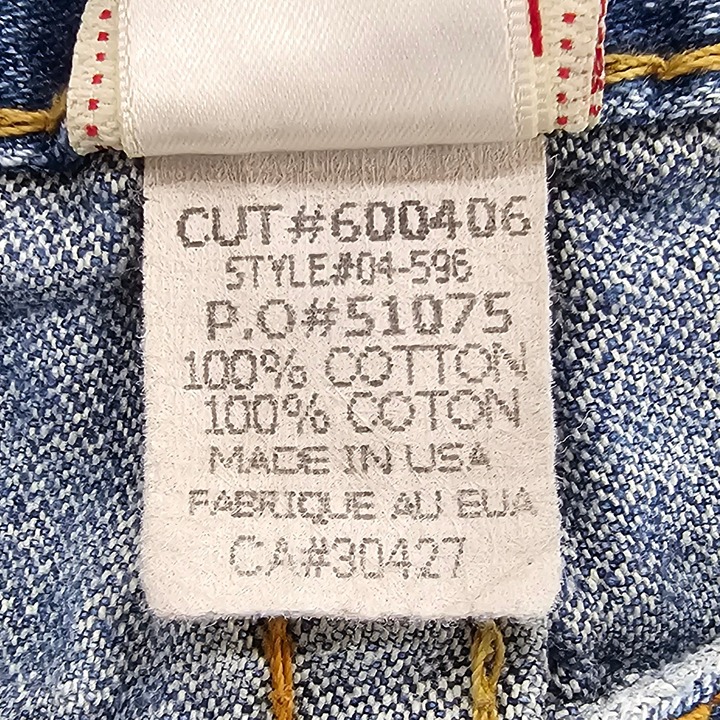 CUT#600406
STYLE#04-596
P.O#51075
100% COTTON
100% COTON
MADE IN USA
FABRIQUE AU EUA
CA#30427